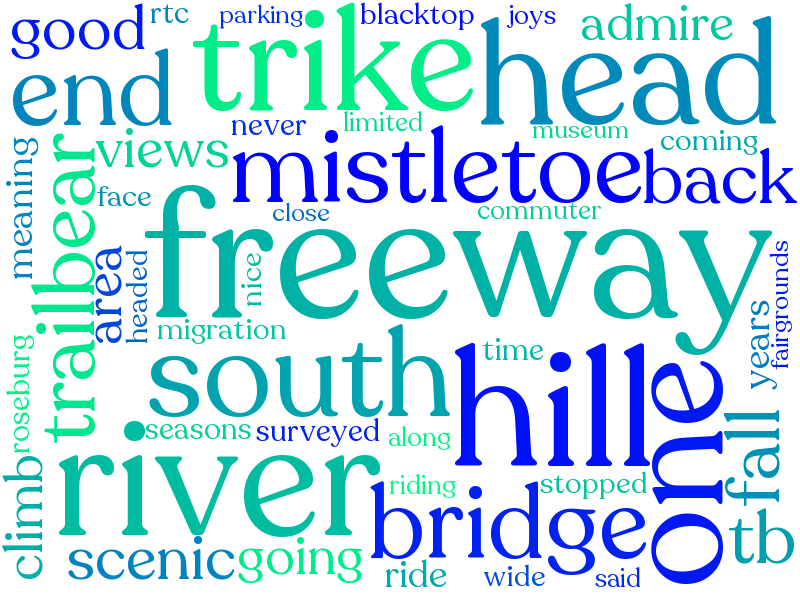 good
rtc
parking
blacktop
joys
admire
end
trike
head
never
limited
museum
coming
meaning
views
mistletoe
back
face
close
commuter
trailbear
area
headed
nice
freeway
fairgrounds
migration
time
years
roseburg
south
hill
one
fall
seasons
surveyed
along
climb
river
riding
stopped
bridge
tb
scenic
going
ride
wide
said